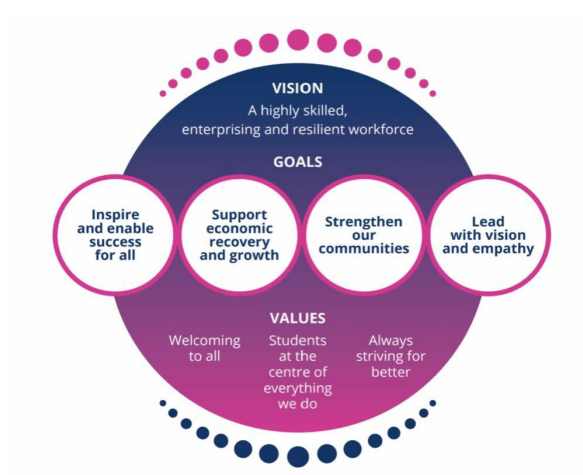 VISION
A highly skilled,
enterprising and resilient workforce
GOALS
Inspire
and enable
success
for all
Support
economic
recovery
and growth
Strengthen
our
communities
Lead
with vision
and empathy
VALUES
Welcoming
to all
Students
at the
centre of
everything
we do
Always
striving for
better